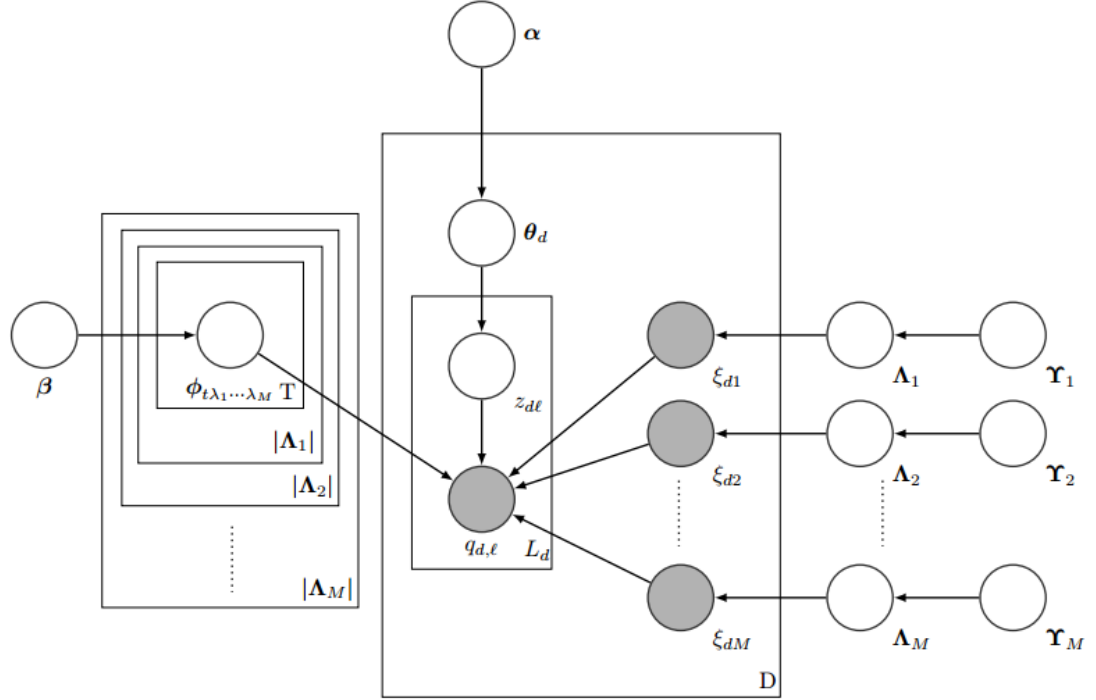 α
θ_d
β
ϕ_{tλ₁⋯λ_M} T
|Λ₁|
|Λ₂|
|Λ_M|
z_{dℓ}
q_{d,ℓ}
L_d
ξ_{d1}
Λ₁
ϒ₁
ξ_{d2}
Λ₂
ϒ₂
ξ_{dM}
Λ_M
ϒ_M
D